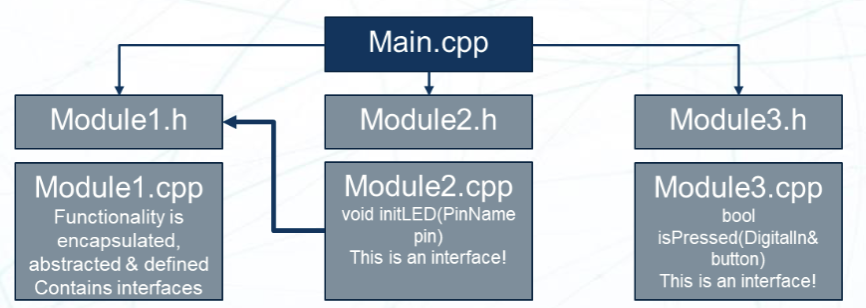 Main.cpp
Module1.h
Module2.h
Module3.h
Module1.cpp
Functionality is
encapsulated,
abstracted & defined
Contains interfaces
Module2.cpp
void initLED(PinName
pin)
This is an interface!
Module3.cpp
bool
isPressed(DigitalIn&
button)
This is an interface!